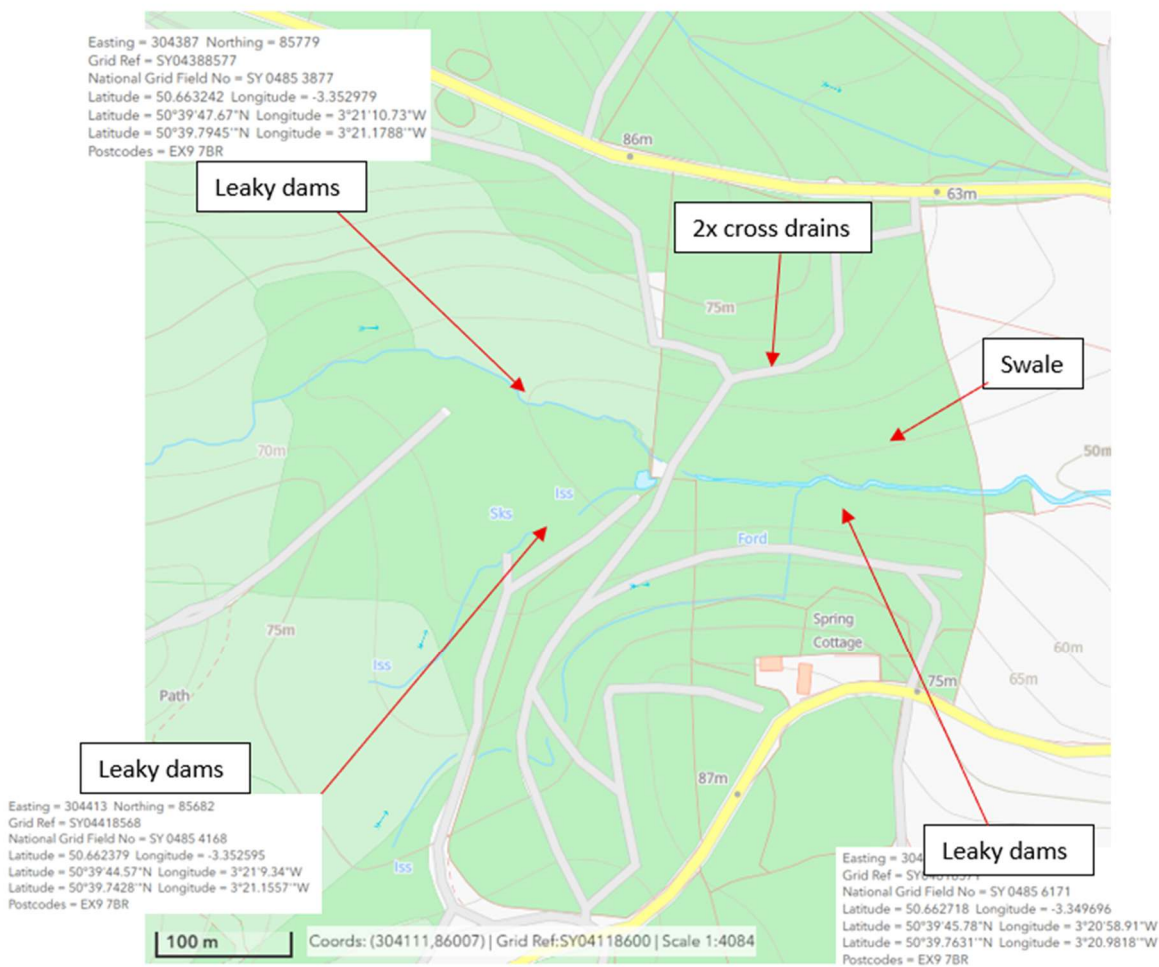 Easting = 304387 Northing = 85779
Grid Ref = SY04388577
National Grid Field No = SY 0485 3877
Latitude = 50.663242 Longitude = -3.352979
Latitude = 50°39'47.67"N Longitude = 3°21'10.73"W
Latitude = 50°39.7945'"N Longitude = 3°21.1788'"W
Postcodes = EX9 7BR
86m
Leaky dams
63m
2x cross drains
75m
Swale
70m
50m
Iss
Sks
Ford
75m
Spring
Cottage
Iss
60m
65m
75m
Path
Leaky dams
87m
Easting = 304413 Northing = 85682
Grid Ref = SY04418568
National Grid Field No = SY 0485 4168
Latitude = 50.662379 Longitude = -3.352595
Latitude = 50°39'44.57"N Longitude = 3°21'9.34"W
Latitude = 50°39.7428'"N Longitude = 3°21.1557'"W
Postcodes = EX9 7BR
Iss
Leaky dams
Easting = 304
Grid Ref =
National Grid Field No = SY 0485 6171
Latitude = 50.662718 Longitude = -3.349696
Latitude = 50°39'45.78"N Longitude = 3°20'58.91"W
Latitude = 50°39.7631'"N Longitude = 3°20.9818'"W
Postcodes = EX9 7BR
100 m
Coords: (304111,86007) | Grid Ref:SY04118600 | Scale 1:4084